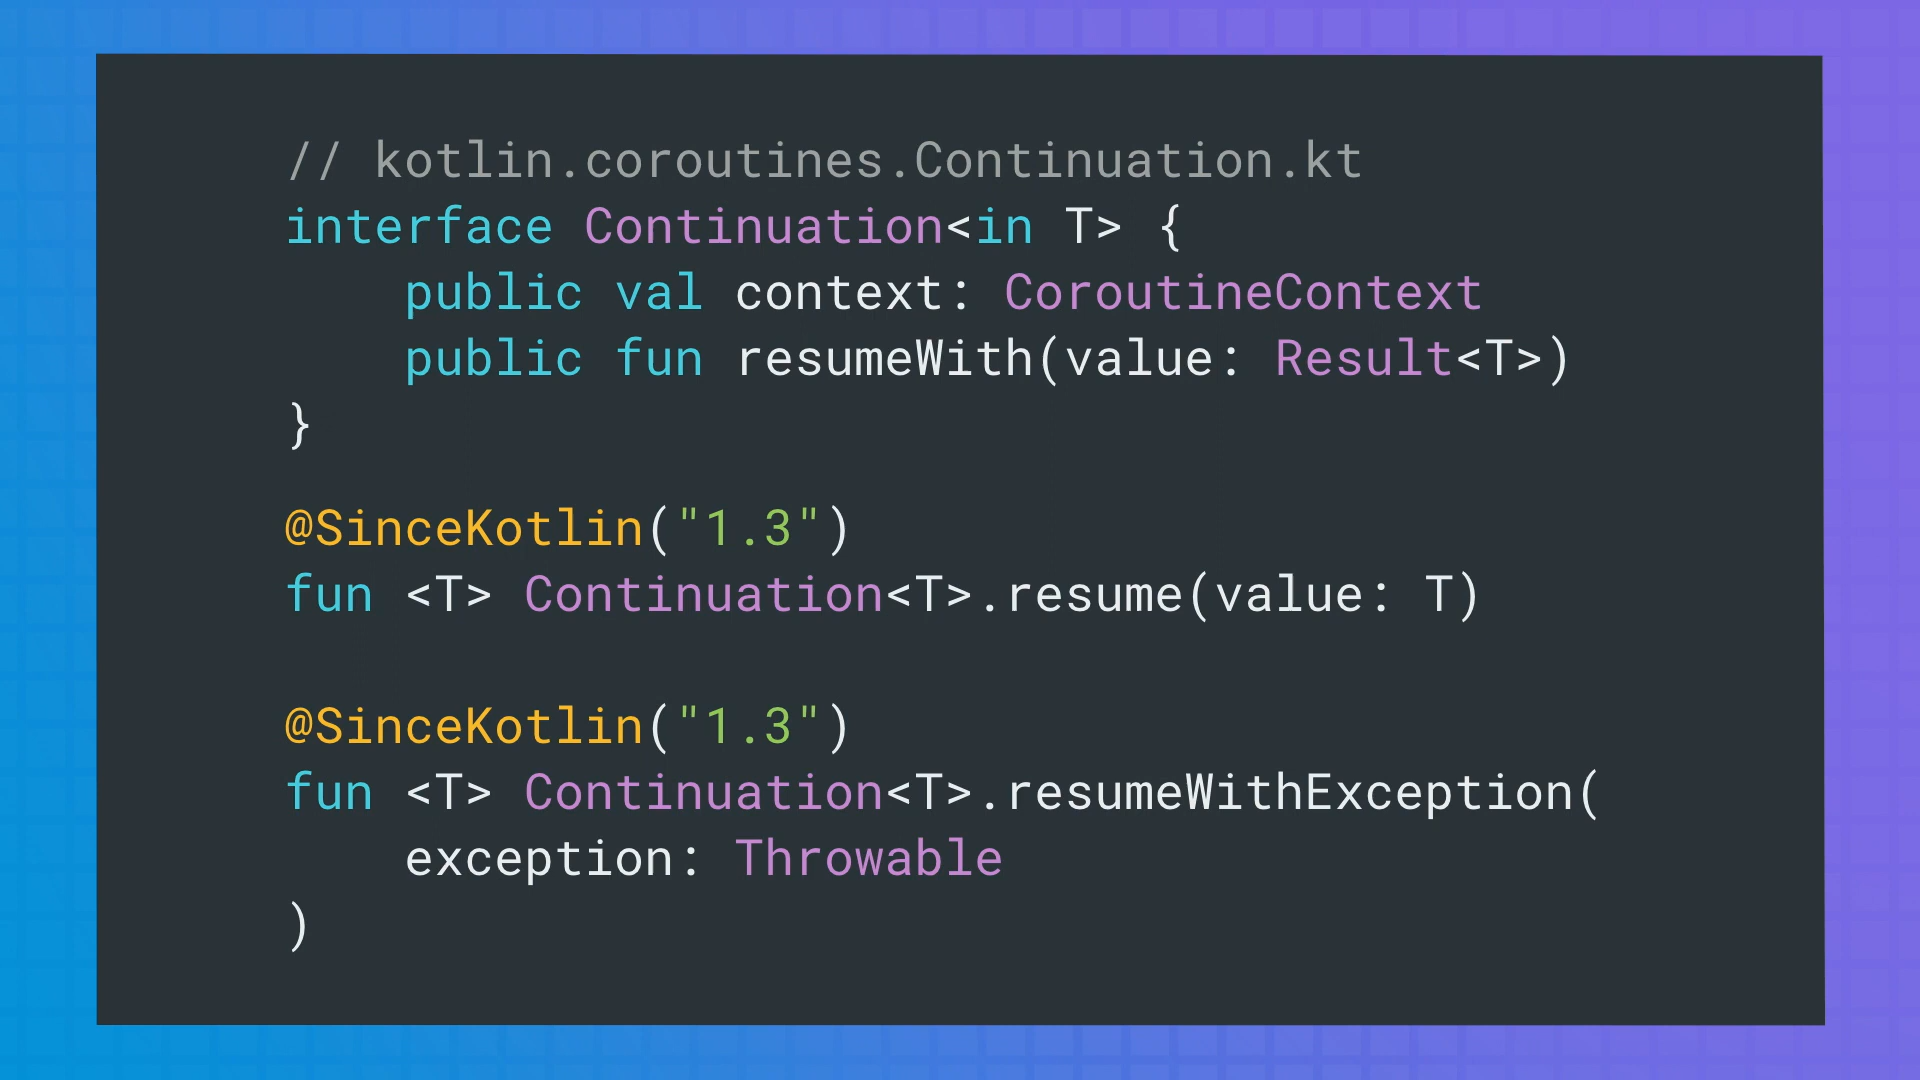 // kotlin.coroutines.Continuation.kt
interface Continuation<in T> {
    public val context: CoroutineContext
    public fun resumeWith(value: Result<T>)
}
@SinceKotlin("1.3")
fun <T> Continuation<T>.resume(value: T)
@SinceKotlin("1.3")
fun <T> Continuation<T>.resumeWithException(
    exception: Throwable
)